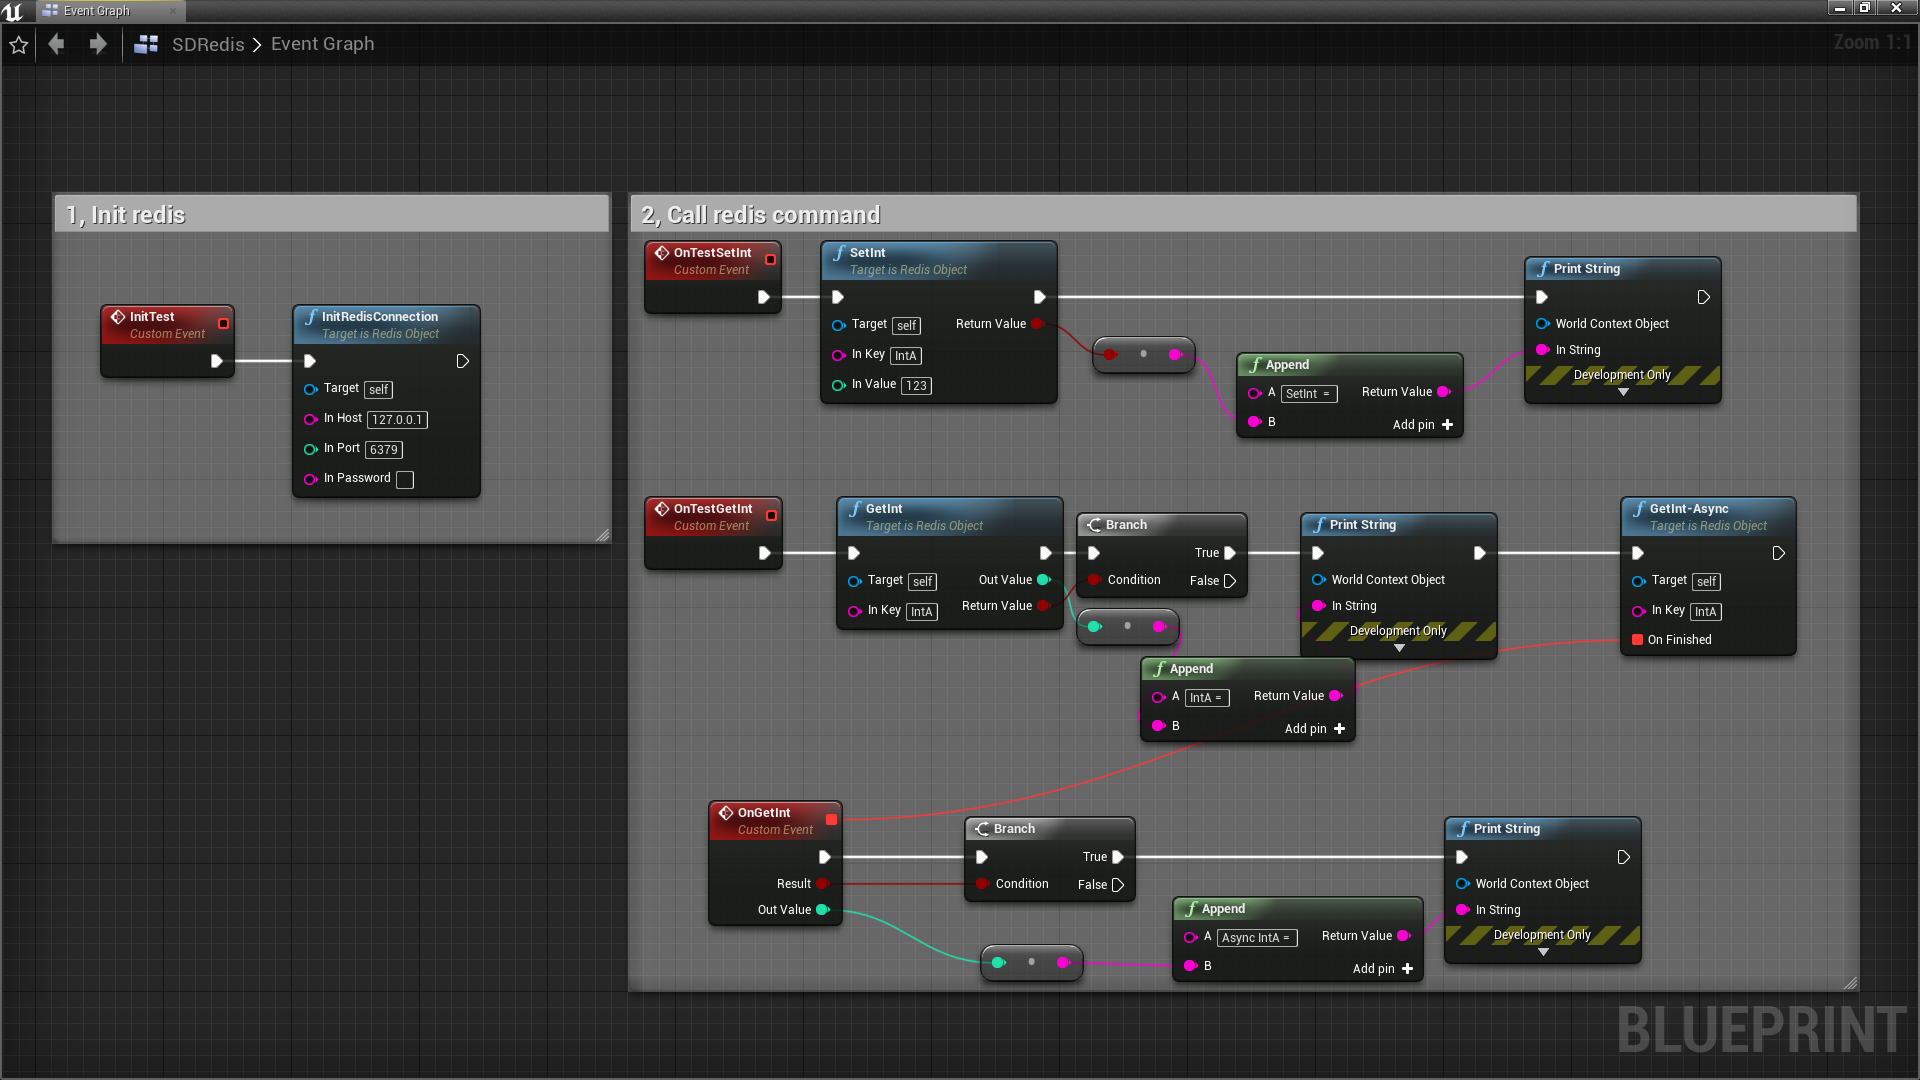 Event Graph
SDRedis > Event Graph
Zoom 1:1
1, Init redis
InitTest
Custom Event
InitRedisConnection
Target is Redis Object
Target self
In Host 127.0.0.1
In Port 6379
In Password
2, Call redis command
OnTestSetInt
Custom Event
SetInt
Target is Redis Object
Target self
Return Value
In Key IntA
In Value 123
Append
A SetInt =
Return Value
B
Add pin
Print String
World Context Object
In String
Development Only
OnTestGetInt
Custom Event
GetInt
Target is Redis Object
Target self
Out Value
In Key IntA
Return Value
Branch
True
Condition
False
Append
A IntA =
Return Value
B
Add pin
Print String
World Context Object
In String
Development Only
GetInt-Async
Target is Redis Object
Target self
In Key IntA
On Finished
OnGetInt
Custom Event
Result
Out Value
Branch
True
Condition
False
Append
A Async IntA =
Return Value
B
Add pin
Print String
World Context Object
In String
Development Only
BLUEPRINT